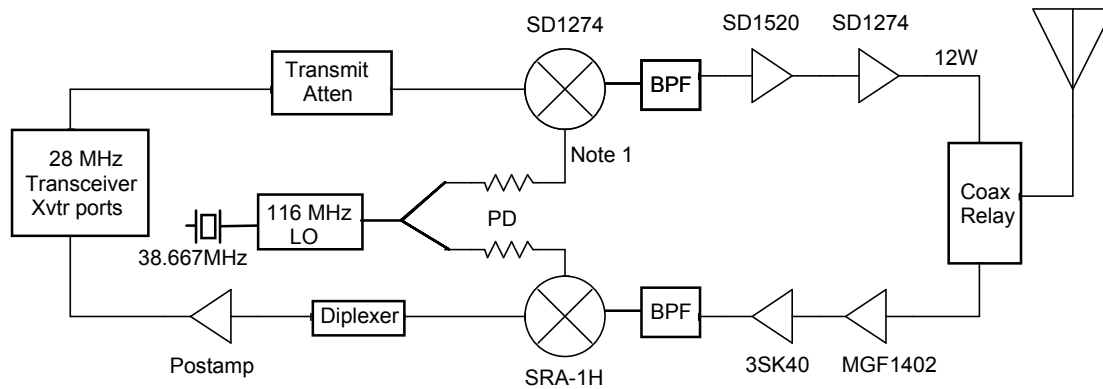 SD1274
SD1520
SD1274
Transmit
Atten
BPF
12W
28 MHz
Transceiver
Xvtr ports
Note 1
116 MHz
LO
PD
Coax
Relay
38.667MHz
Diplexer
BPF
Postamp
SRA-1H
3SK40
MGF1402